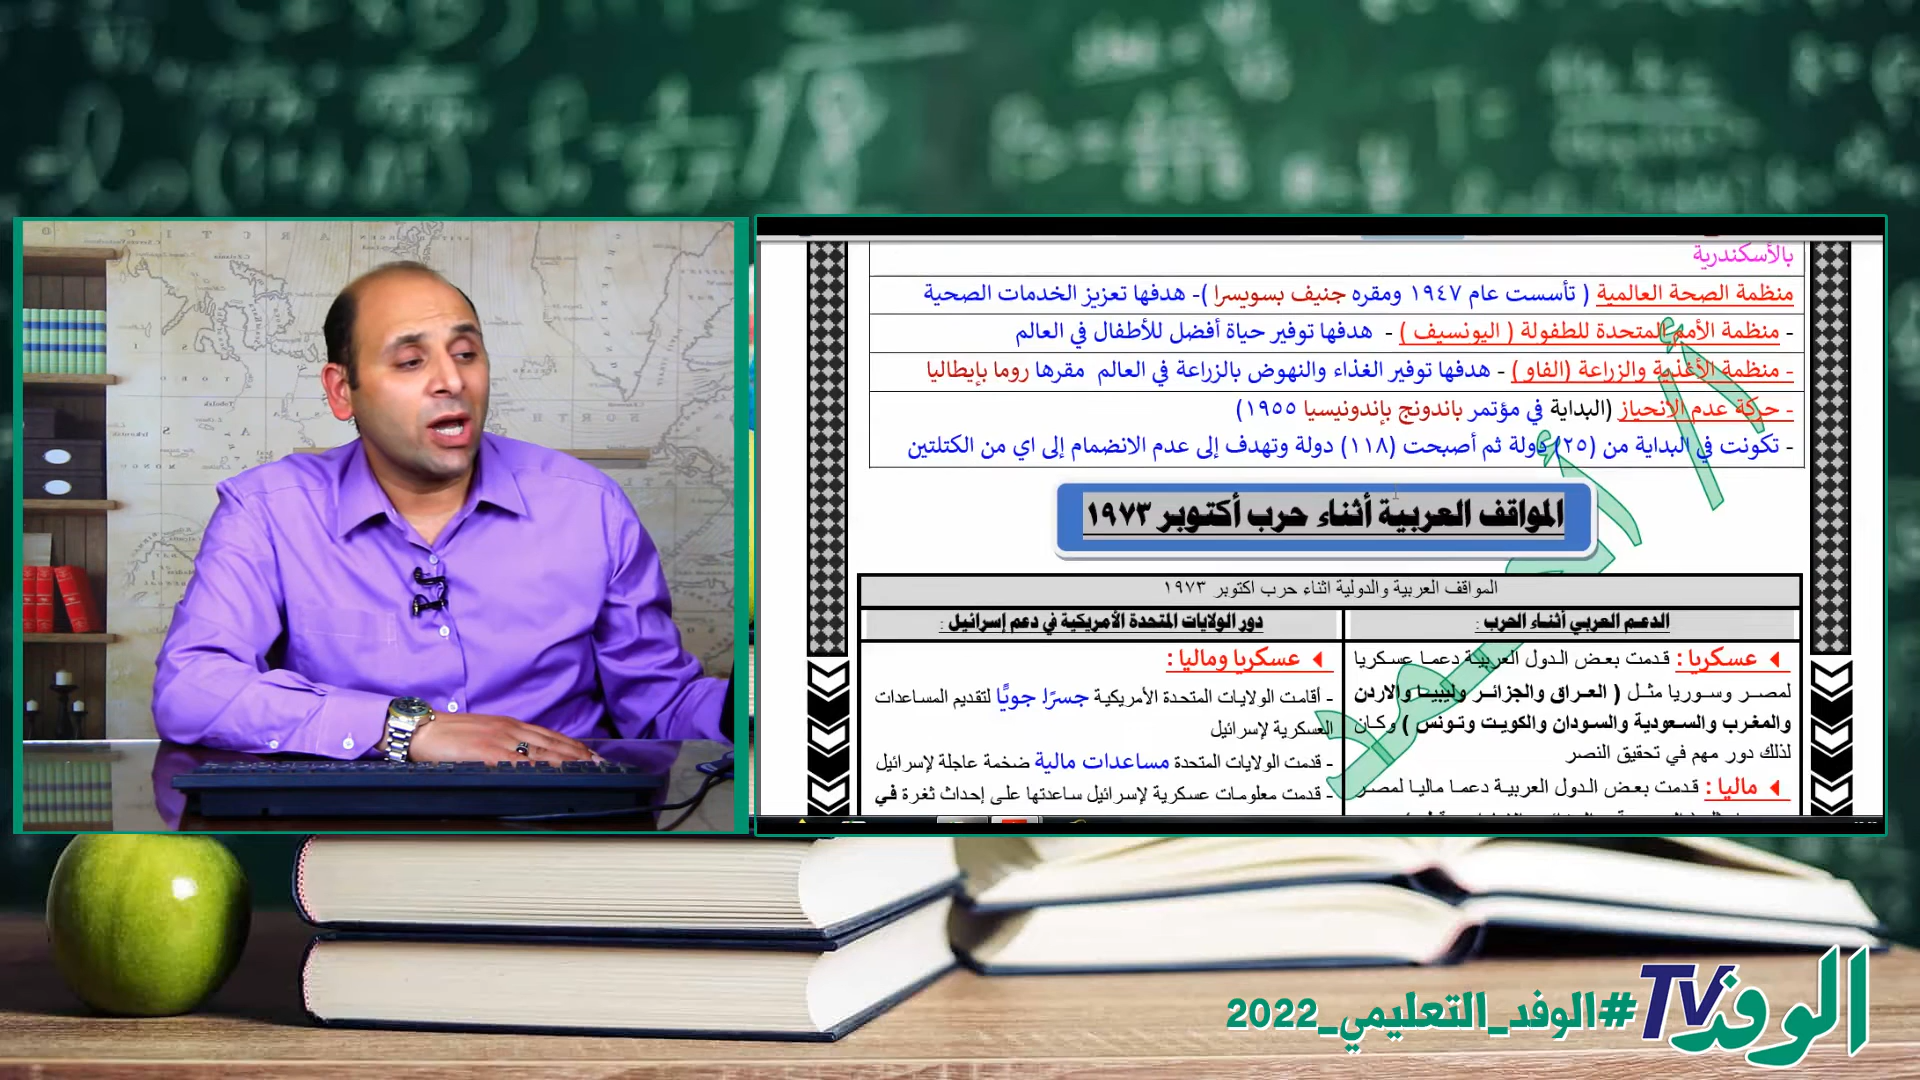 بالأسكندرية
منظمة الصحة العالمية ( تأسست عام ١٩٤٧ ومقره جنيف بسويسرا )- هدفها تعزيز الخدمات الصحية
- منظمة الأمم المتحدة للطفولة ( اليونسيف ) - هدفها توفير حياة أفضل للأطفال في العالم
- منظمة الأغذية والزراعة (الفاو ) - هدفها توفير الغذاء والنهوض بالزراعة في العالم مقرها روما بإيطاليا
- حركة عدم الانحياز (البداية في مؤتمر باندونج بإندونيسيا ١٩٥٥)
- تكونت في البداية من (٢٥) دولة ثم أصبحت (١١٨) دولة وتهدف إلى عدم الانضمام إلى اي من الكتلتين
المواقف العربية أثناء حرب أكتوبر ١٩٧٣
المواقف العربية والدولية اثناء حرب اكتوبر ١٩٧٣
الدعم العربي أثناء الحرب :
عسكريا : قدمت بعض الدول العربية دعما عسكريا
لمصر وسوريا مثل ( العراق والجزائر وليبيا والاردن
والمغرب والسعودية والسودان والكويت وتونس ) وكان
لذلك دور مهم في تحقيق النصر
ماليا : قدمت بعض الدول العربية دعما ماليا لمصر
دور الولايات المتحدة الأمريكية في دعم إسرائيل :
عسكريا وماليا :
- أقامت الولايات المتحدة الأمريكية جسرًا جويًّا لتقديم المساعدات
العسكرية لإسرائيل
- قدمت الولايات المتحدة مساعدات مالية ضخمة عاجلة لإسرائيل
- قدمت معلومات عسكرية لإسرائيل ساعدتها على إحداث ثغرة في
#الوفد_التعليمي_2022
الوفد TV